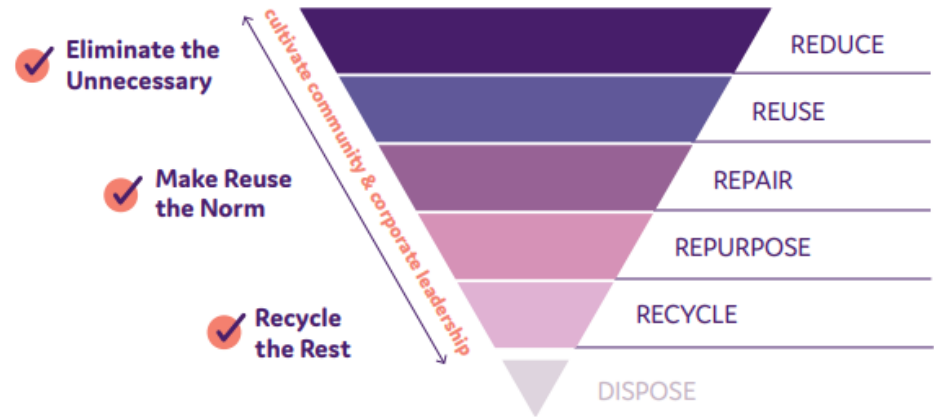 Eliminate the
Unnecessary
Make Reuse
the Norm
Recycle
the Rest
cultivate community & corporate leadership
REDUCE
REUSE
REPAIR
REPURPOSE
RECYCLE
DISPOSE